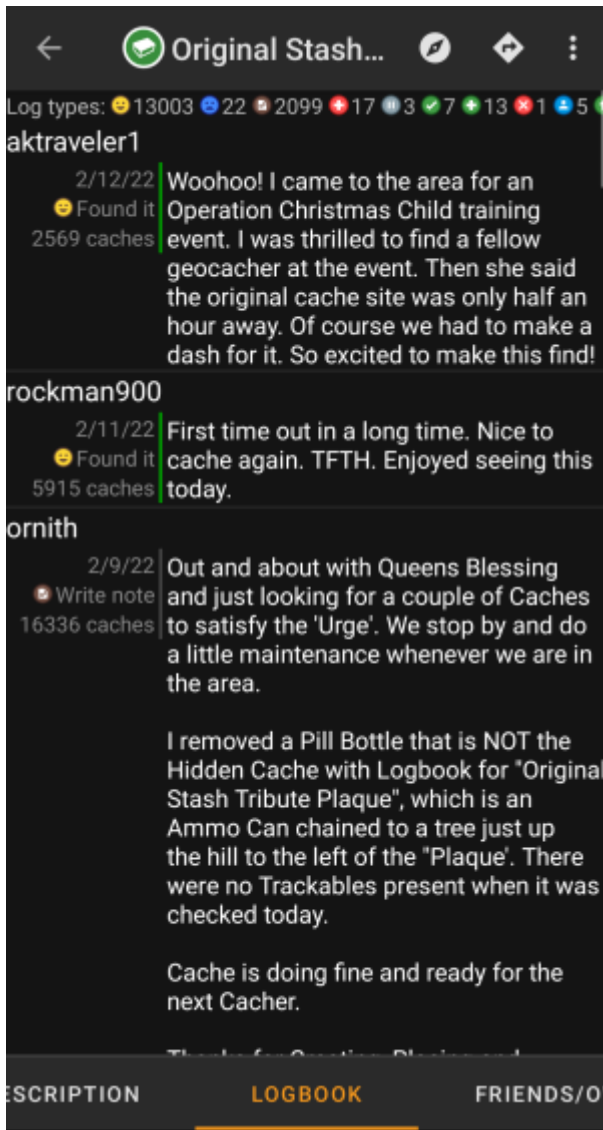 Original Stash...
Log types: 13003 22 2099 17 3 7 13 1 5
aktraveler1
2/12/22
Found it
2569 caches
Woohoo! I came to the area for an
Operation Christmas Child training
event. I was thrilled to find a fellow
geocacher at the event. Then she said
the original cache site was only half an
hour away. Of course we had to make a
dash for it. So excited to make this find!
rockman900
2/11/22
Found it
5915 caches
First time out in a long time. Nice to
cache again. TFTH. Enjoyed seeing this
today.
ornith
2/9/22
Write note
16336 caches
Out and about with Queens Blessing
and just looking for a couple of Caches
to satisfy the 'Urge'. We stop by and do
a little maintenance whenever we are in
the area.
I removed a Pill Bottle that is NOT the
Hidden Cache with Logbook for "Original
Stash Tribute Plaque", which is an
Ammo Can chained to a tree just up
the hill to the left of the "Plaque'. There
were no Trackables present when it was
checked today.
Cache is doing fine and ready for the
next Cacher.
ESCRIPTION
LOGBOOK
FRIENDS/O